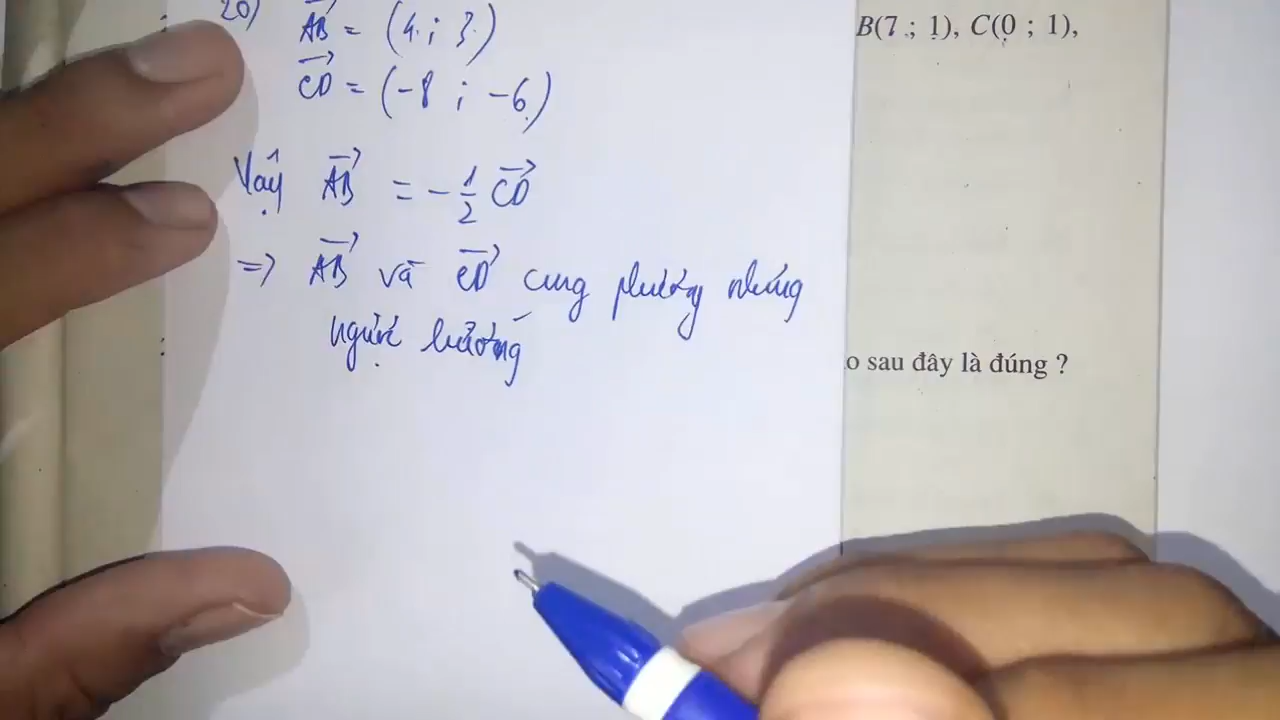 20) AB = (4 ; 3)
CD = (-8 ; -6)
Vậy AB = -1/2 CD
=> AB và CD cùng phương nhưng
ngược hướng
B(7 ; 1), C(0 ; 1),
o sau đây là đúng ?